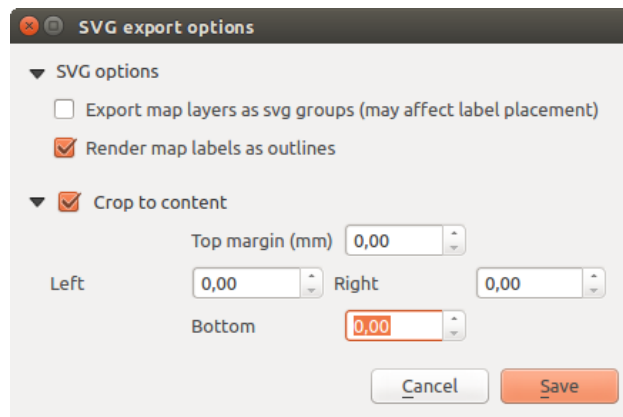 SVG export options
SVG options
Export map layers as svg groups (may affect label placement)
Render map labels as outlines
Crop to content
Top margin (mm) 0,00
Left 0,00 Right 0,00
Bottom 0,00
Cancel Save